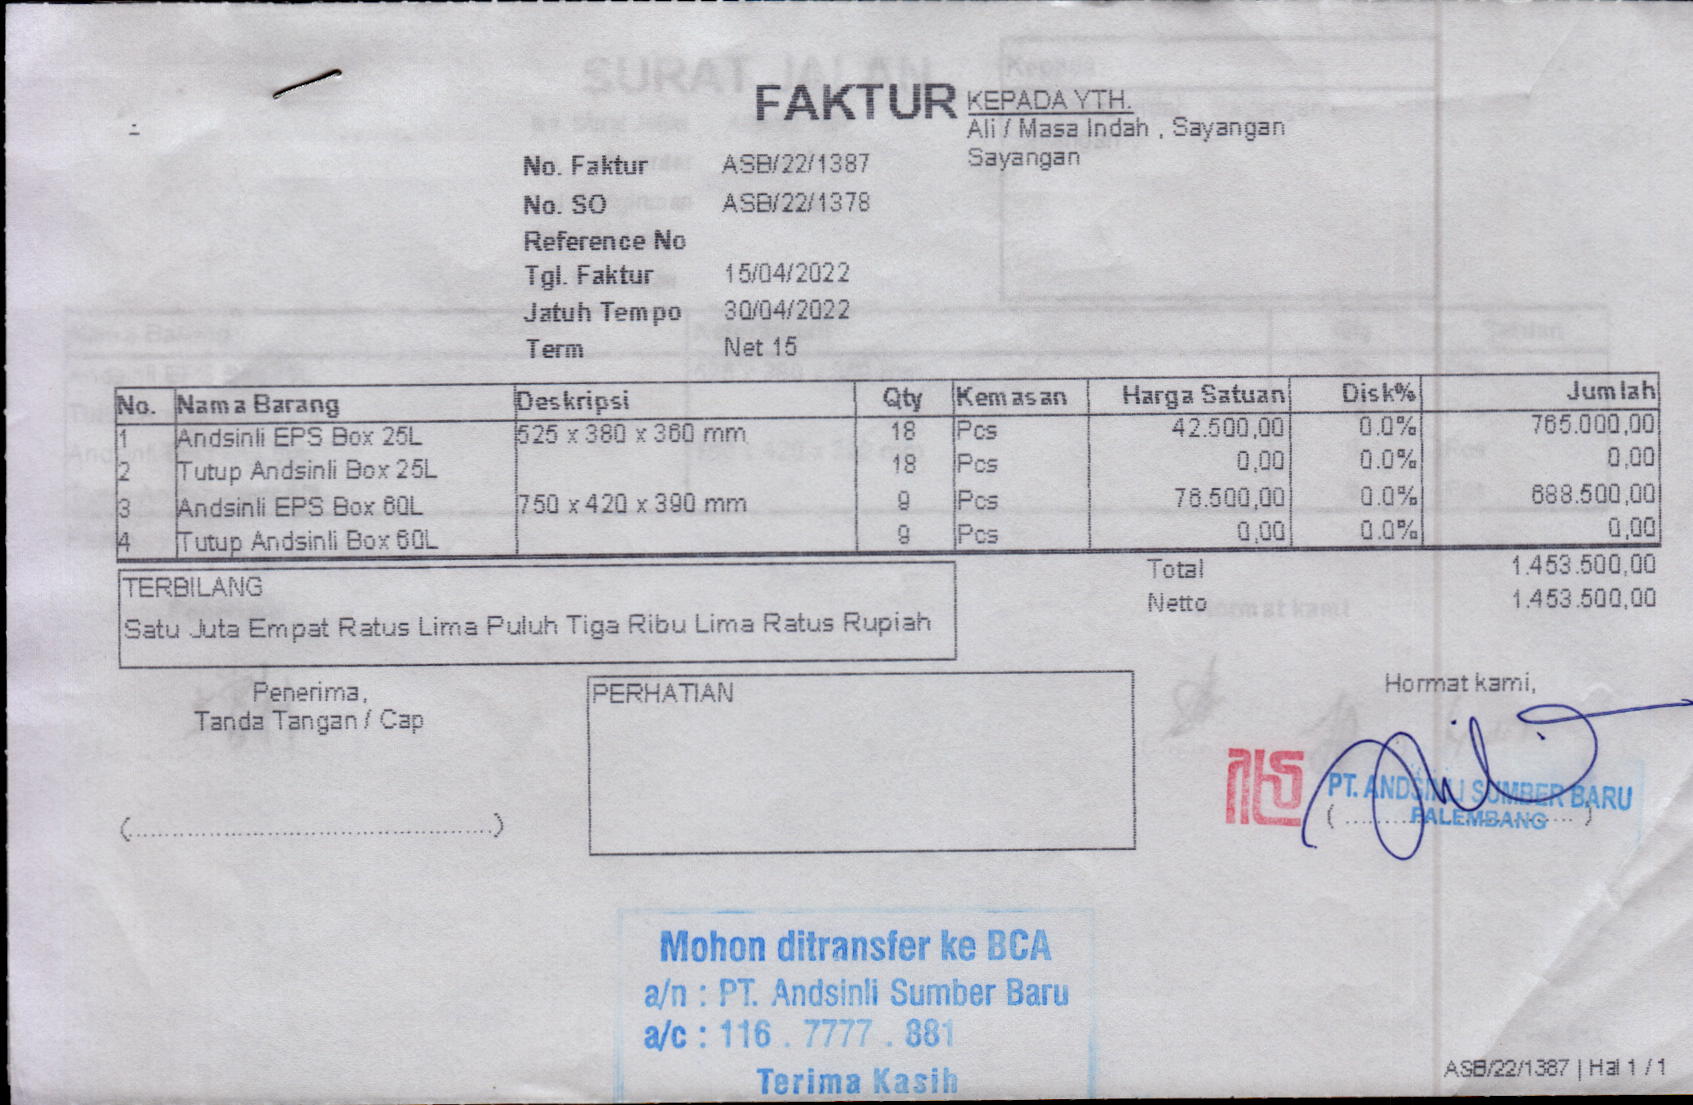 FAKTUR
KEPADA YTH.
Ali / Masa Indah , Sayangan
Sayangan
No. Faktur ASB/22/1387
No. SO ASB/22/1378
Reference No
Tgl. Faktur 15/04/2022
Jatuh Tempo 30/04/2022
Term Net 15
No. Nama Barang Deskripsi Qty Kemasan Harga Satuan Disk% Jumlah
1 Andsinli EPS Box 25L 525 x 380 x 360 mm 18 Pcs 42.500,00 0.0% 765.000,00
2 Tutup Andsinli Box 25L 18 Pcs 0,00 0.0% 0,00
3 Andsinli EPS Box 60L 750 x 420 x 390 mm 9 Pcs 76.500,00 0.0% 688.500,00
4 Tutup Andsinli Box 60L 9 Pcs 0,00 0.0% 0,00
Total 1.453.500,00
Netto 1.453.500,00
TERBILANG
Satu Juta Empat Ratus Lima Puluh Tiga Ribu Lima Ratus Rupiah
Penerima,
Tanda Tangan / Cap
PERHATIAN
Hormat kami,
PT. ANDSINLI SUMBER BARU
PALEMBANG
Mohon ditransfer ke BCA
a/n : PT. Andsinli Sumber Baru
a/c : 116 . 7777 . 881
Terima Kasih
ASB/22/1387 | Hal 1 / 1